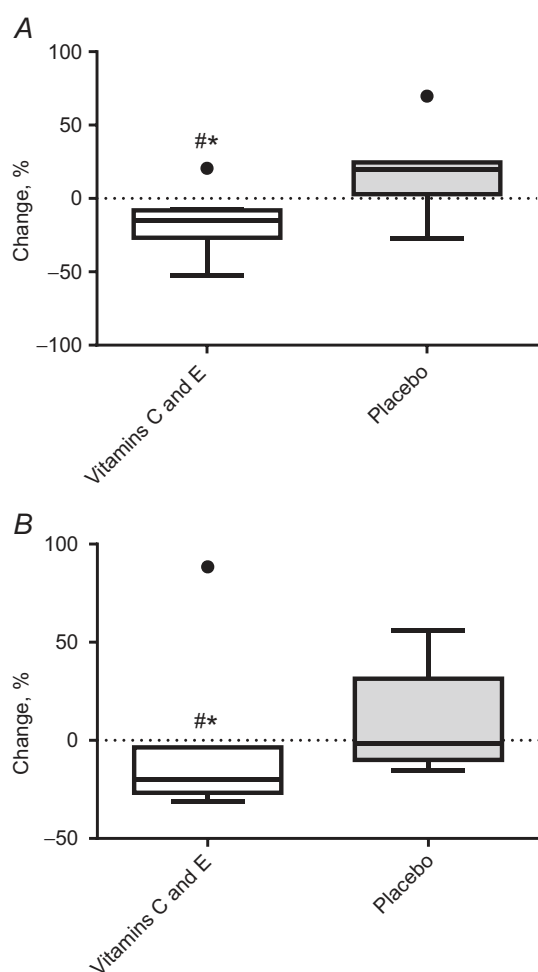 A
100
50
0
−50
−100
Change, %
#*
Vitamins C and E
Placebo
B
100
50
0
−50
Change, %
#*
Vitamins C and E
Placebo